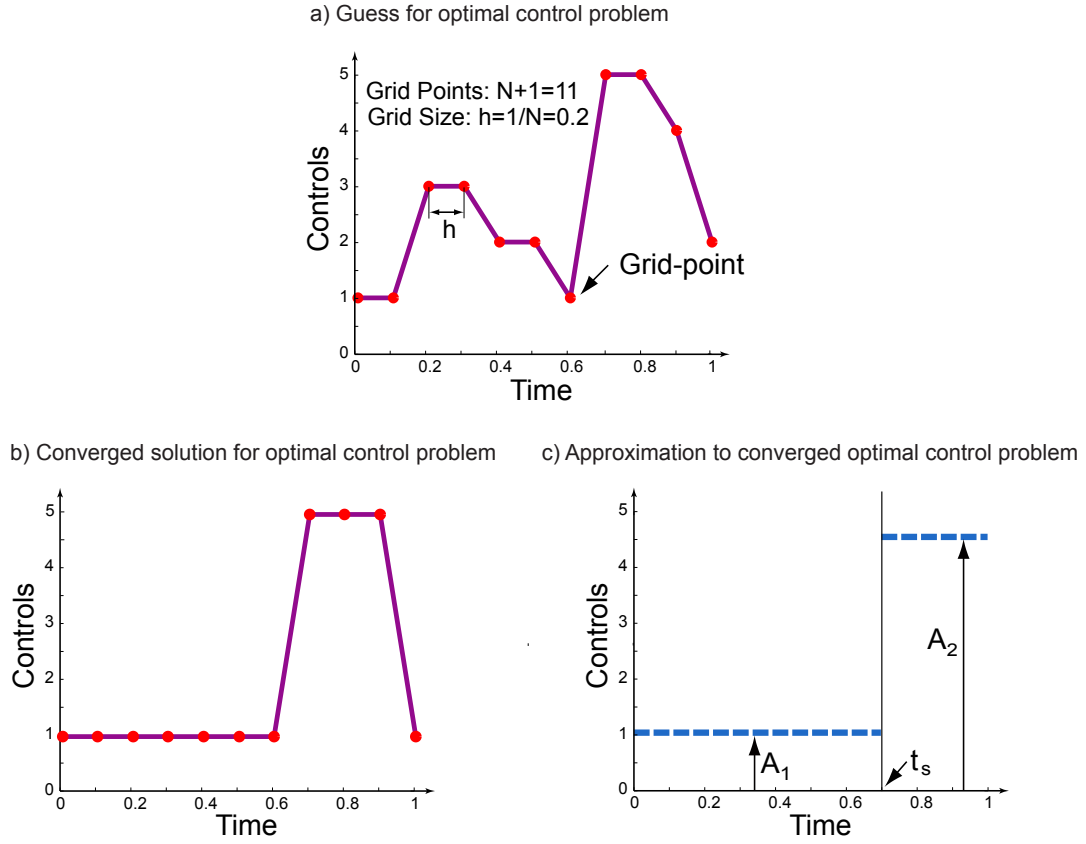 a) Guess for optimal control problem
Grid Points: N+1=11
Grid Size: h=1/N=0.2
h
Grid-point
Controls
5
4
3
2
1
0
0 0.2 0.4 0.6 0.8 1
Time
b) Converged solution for optimal control problem
Controls
5
4
3
2
1
0
0 0.2 0.4 0.6 0.8 1
Time
c) Approximation to converged optimal control problem
Controls
5
4
3
2
1
0
A₂
A₁
tₛ
0 0.2 0.4 0.6 0.8 1
Time